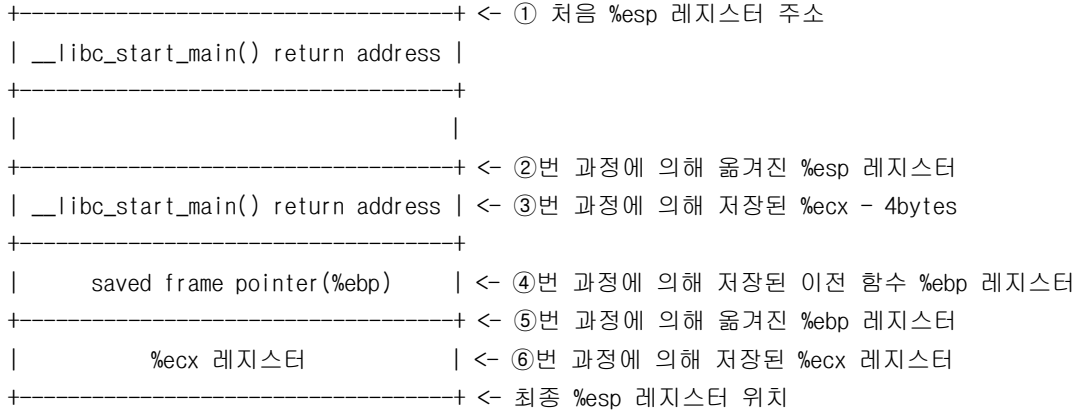 +------------------------------------+ <- ① 처음 %esp 레지스터 주소
| __libc_start_main() return address |
+------------------------------------+
|                                    |
+------------------------------------+ <- ②번 과정에 의해 옮겨진 %esp 레지스터
| __libc_start_main() return address | <- ③번 과정에 의해 저장된 %ecx - 4bytes
+------------------------------------+
|      saved frame pointer(%ebp)     | <- ④번 과정에 의해 저장된 이전 함수 %ebp 레지스터
+------------------------------------+ <- ⑤번 과정에 의해 옮겨진 %ebp 레지스터
|           %ecx 레지스터            | <- ⑥번 과정에 의해 저장된 %ecx 레지스터
+------------------------------------+ <- 최종 %esp 레지스터 위치